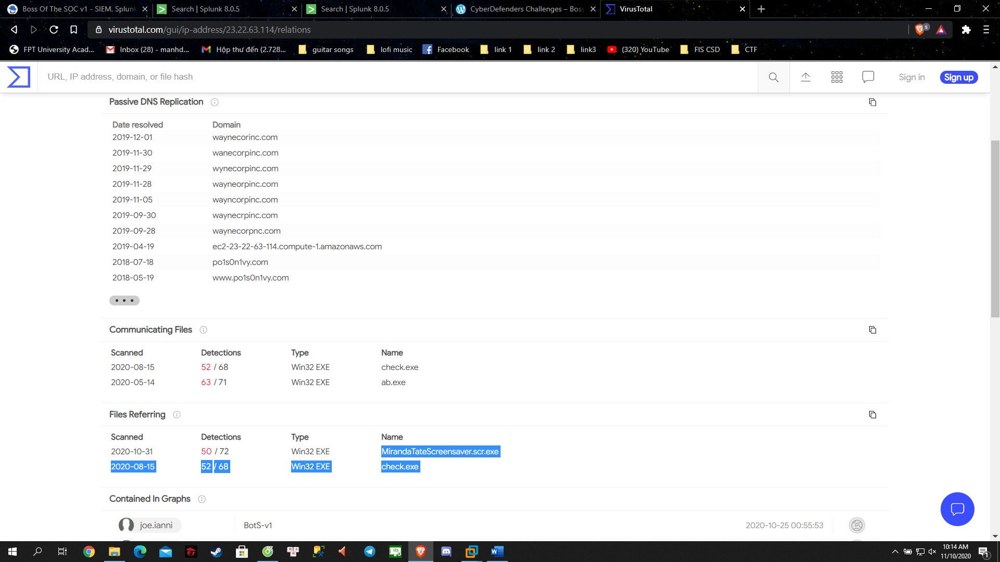 Boss Of The SOC v1 - SIEM, Splunk
Search | Splunk 8.0.5
Search | Splunk 8.0.5
CyberDefenders Challenges – Boss
VirusTotal
virustotal.com/gui/ip-address/23.22.63.114/relations
5
FPT University Acad...
Inbox (28) - manhd...
Hộp thư đến (2.728...
guitar songs
lofi music
Facebook
link 1
link 2
link3
(320) YouTube
FIS CSD
CTF
URL, IP address, domain, or file hash
Sign in
Sign up
Passive DNS Replication
Date resolved Domain
2019-12-01 waynecorinc.com
2019-11-30 wanecorpinc.com
2019-11-29 wynecorpinc.com
2019-11-28 wayneorpinc.com
2019-11-05 wayncorpinc.com
2019-09-30 waynecrpinc.com
2019-09-28 waynecorpnc.com
2019-04-19 ec2-23-22-63-114.compute-1.amazonaws.com
2018-07-18 po1s0n1vy.com
2018-05-19 www.po1s0n1vy.com
Communicating Files
Scanned Detections Type Name
2020-08-15 52 / 68 Win32 EXE check.exe
2020-05-14 63 / 71 Win32 EXE ab.exe
Files Referring
Scanned Detections Type Name
2020-10-31 50 / 72 Win32 EXE MirandaTateScreensaver.scr.exe
2020-08-15 52 / 68 Win32 EXE check.exe
Contained In Graphs
joe.ianni BotS-v1 2020-10-25 00:55:53
10:14 AM
11/10/2020
1